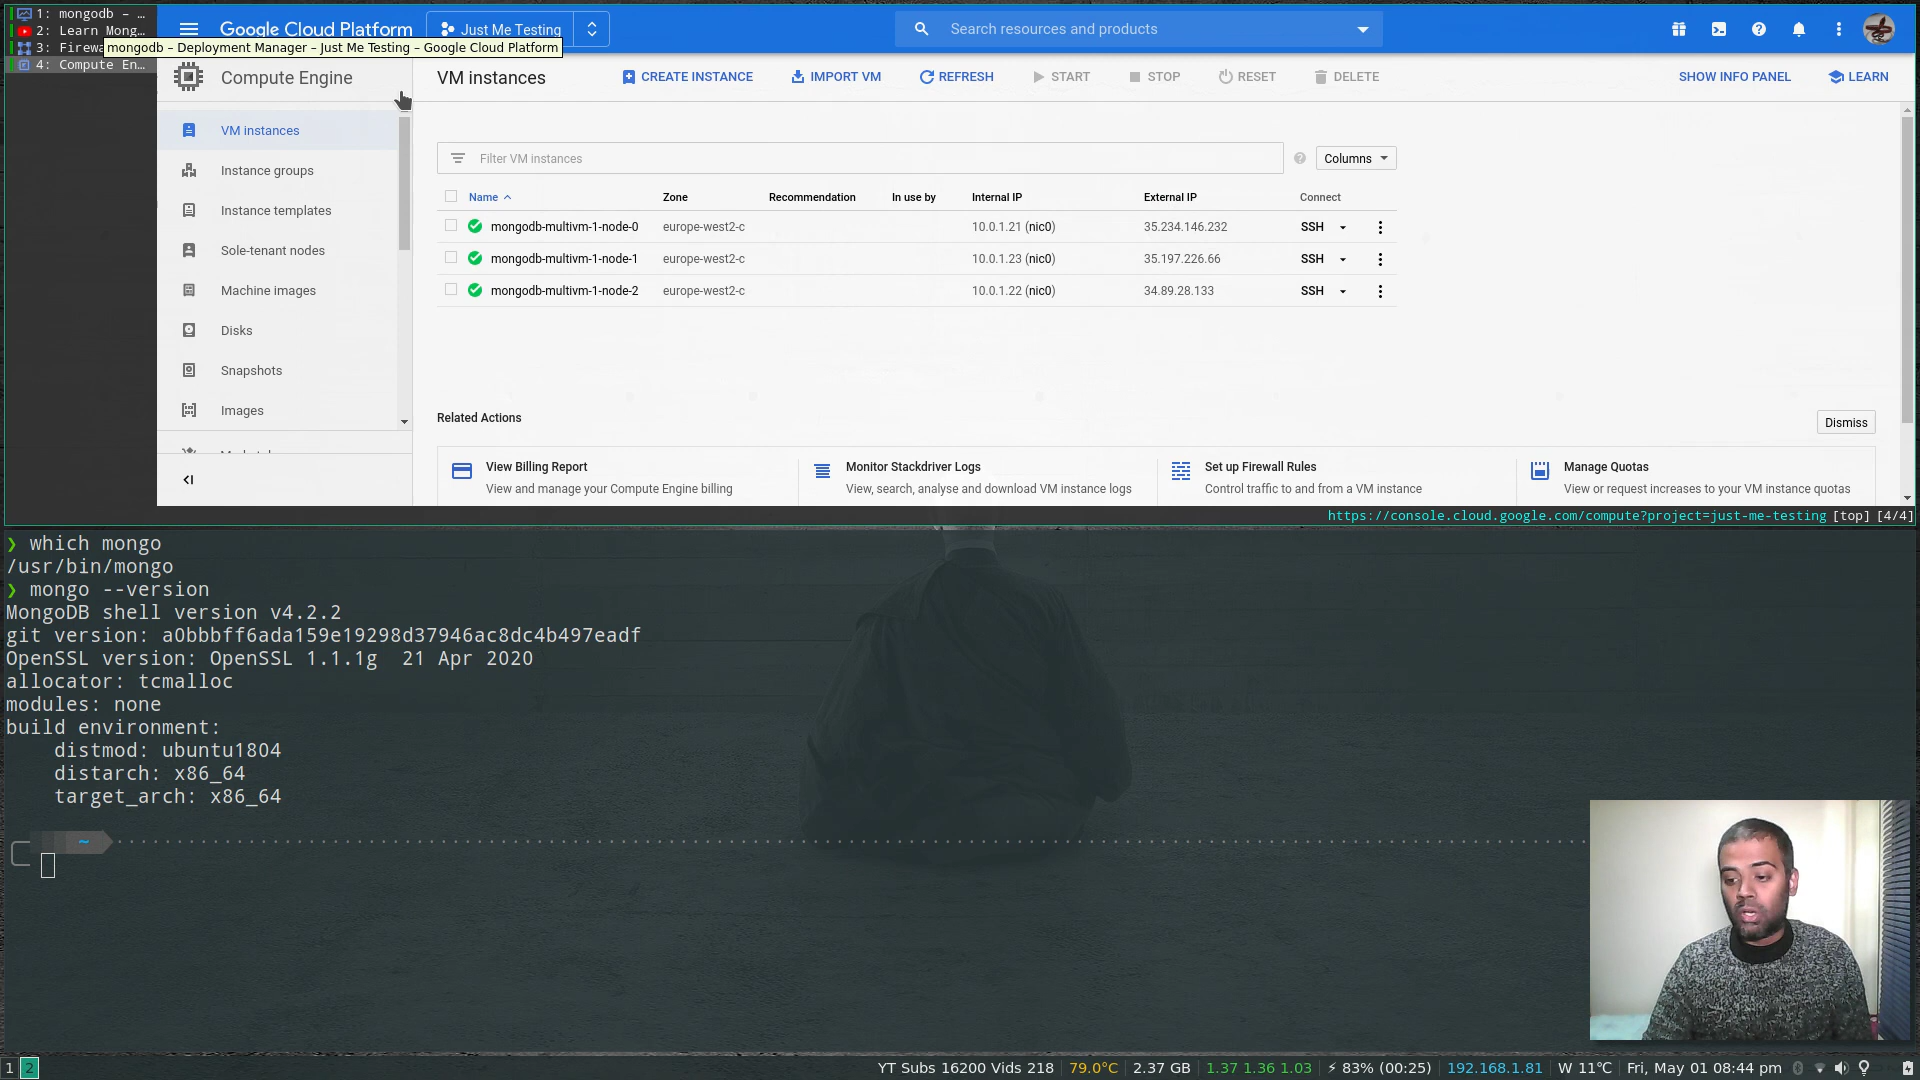 1: mongodb – …
2: Learn Mong…
3: Firewa
4: Compute En…
mongodb – Deployment Manager – Just Me Testing – Google Cloud Platform
Google Cloud Platform
Just Me Testing
Search resources and products
Compute Engine
VM instances
CREATE INSTANCE
IMPORT VM
REFRESH
START
STOP
RESET
DELETE
SHOW INFO PANEL
LEARN
VM instances
Instance groups
Instance templates
Sole-tenant nodes
Machine images
Disks
Snapshots
Images
Filter VM instances
Columns
Name Zone Recommendation In use by Internal IP External IP Connect
mongodb-multivm-1-node-0 europe-west2-c 10.0.1.21 (nic0) 35.234.146.232 SSH
mongodb-multivm-1-node-1 europe-west2-c 10.0.1.23 (nic0) 35.197.226.66 SSH
mongodb-multivm-1-node-2 europe-west2-c 10.0.1.22 (nic0) 34.89.28.133 SSH
Related Actions
Dismiss
View Billing Report
View and manage your Compute Engine billing
Monitor Stackdriver Logs
View, search, analyse and download VM instance logs
Set up Firewall Rules
Control traffic to and from a VM instance
Manage Quotas
View or request increases to your VM instance quotas
https://console.cloud.google.com/compute?project=just-me-testing [top] [4/4]
❯ which mongo
/usr/bin/mongo
❯ mongo --version
MongoDB shell version v4.2.2
git version: a0bbbff6ada159e19298d37946ac8dc4b497eadf
OpenSSL version: OpenSSL 1.1.1g  21 Apr 2020
allocator: tcmalloc
modules: none
build environment:
    distmod: ubuntu1804
    distarch: x86_64
    target_arch: x86_64
~
1 2
YT Subs 16200 Vids 218 79.0°C 2.37 GB 1.37 1.36 1.03 ⚡ 83% (00:25) 192.168.1.81 W 11℃ Fri, May 01 08:44 pm